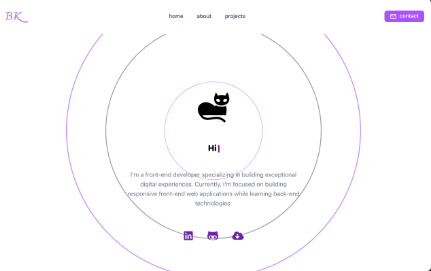 BK
home about projects contact
Hi
I'm a front-end developer specializing in building exceptional
digital experiences. Currently, I'm focused on building
responsive front-end web applications while learning back-end
technologies.
in